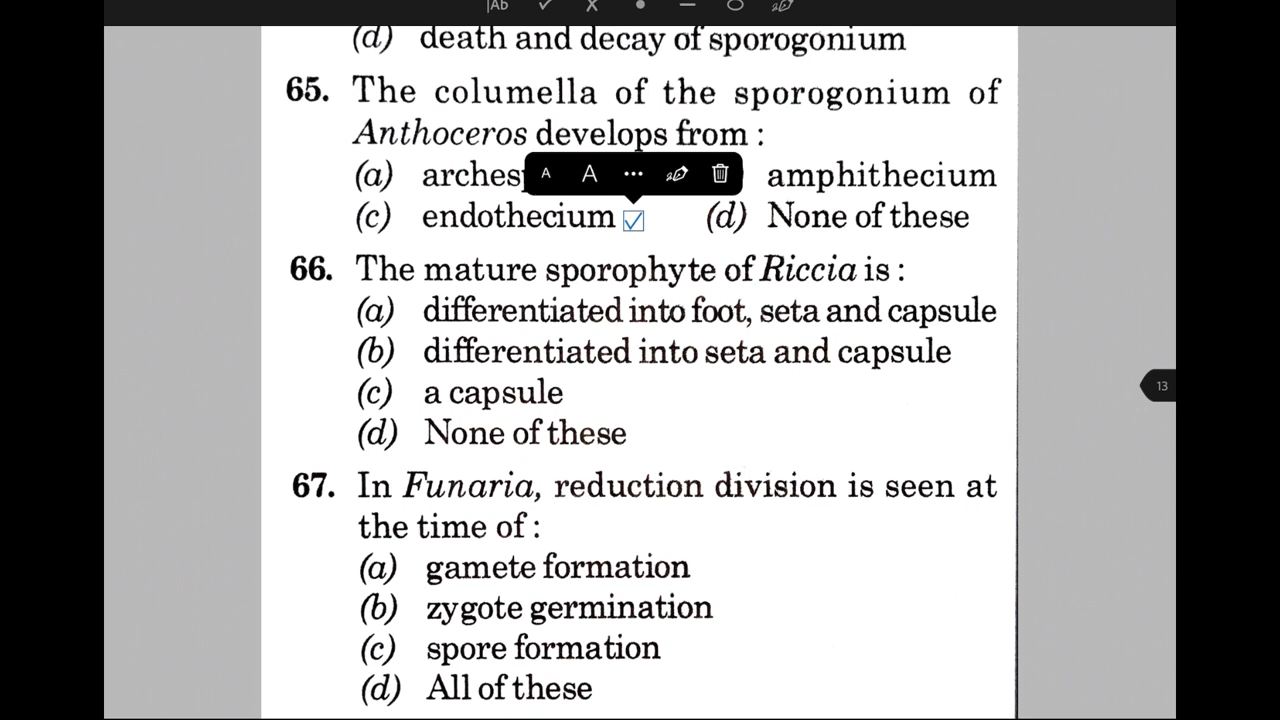 |Ab
(d) death and decay of sporogonium
65. The columella of the sporogonium of
Anthoceros develops from :
(a) amphithecium
(c) endothecium ☑ (d) None of these
A A ...
66. The mature sporophyte of Riccia is :
(a) differentiated into foot, seta and capsule
(b) differentiated into seta and capsule
(c) a capsule
(d) None of these
13
67. In Funaria, reduction division is seen at
the time of :
(a) gamete formation
(b) zygote germination
(c) spore formation
(d) All of these